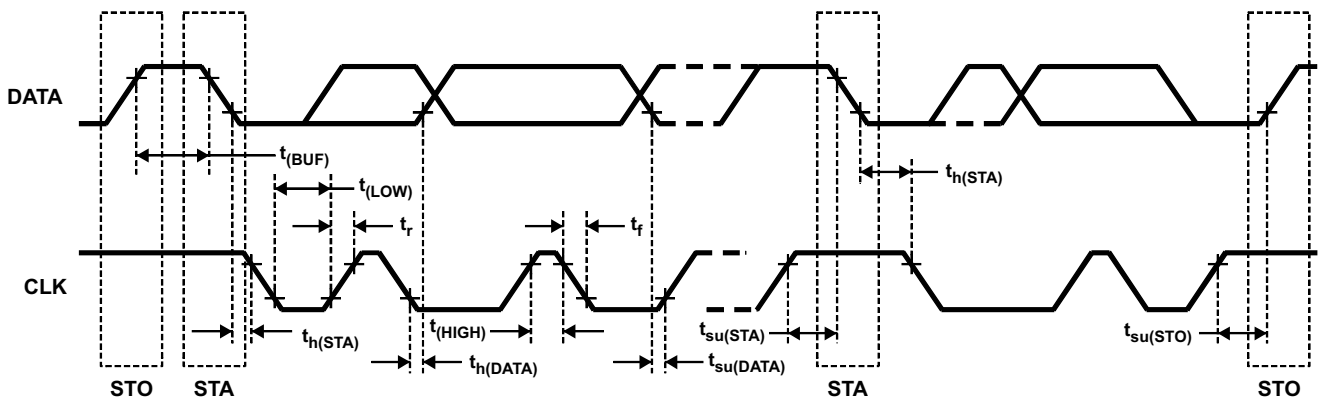 DATA
t(BUF)
t(LOW)
th(STA)
tr
tf
CLK
th(STA)
t(HIGH)
th(DATA)
tsu(DATA)
tsu(STA)
tsu(STO)
STO
STA
STA
STO